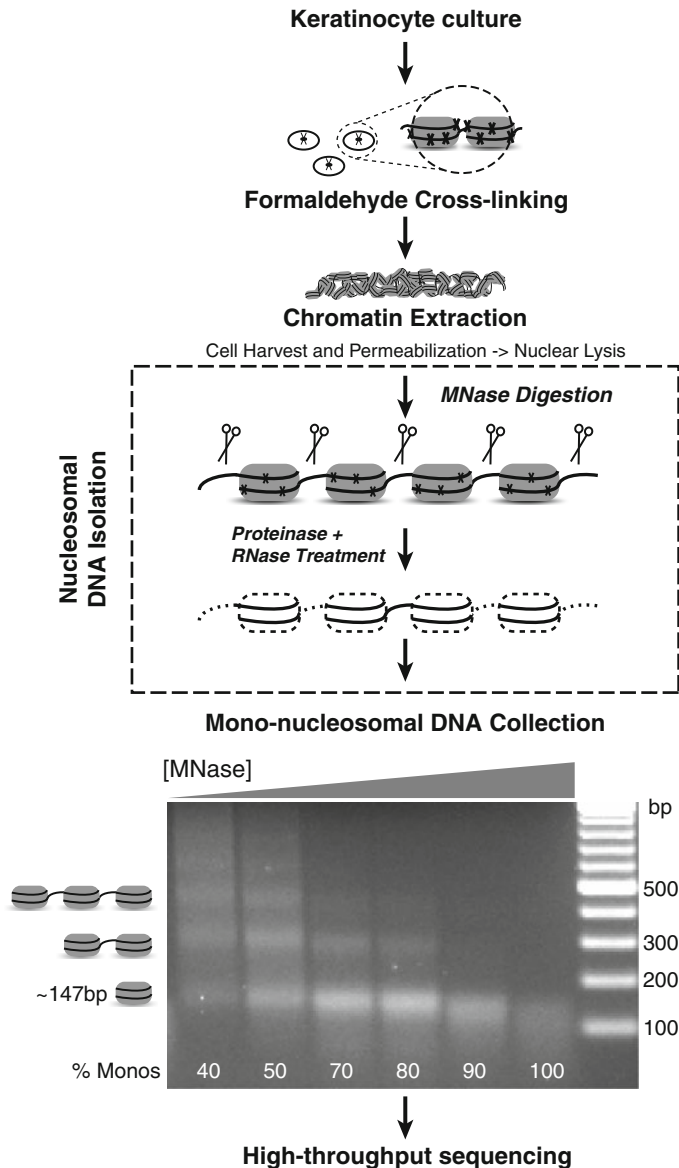 Keratinocyte culture
Formaldehyde Cross-linking
Chromatin Extraction
Cell Harvest and Permeabilization -> Nuclear Lysis
Nucleosomal
DNA Isolation
MNase Digestion
Proteinase +
RNase Treatment
Mono-nucleosomal DNA Collection
[MNase]
bp
500
300
200
~147bp
100
% Monos 40 50 70 80 90 100
High-throughput sequencing